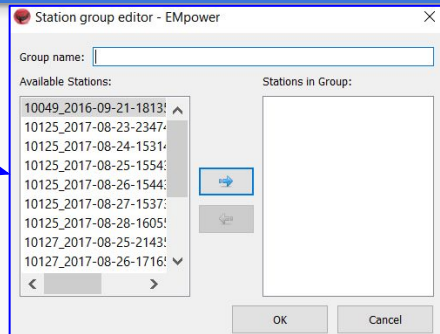 Station group editor - EMpower
Group name:
Available Stations: Stations in Group:
10049_2016-09-21-1813
10125_2017-08-23-2347
10125_2017-08-24-1531
10125_2017-08-25-1554
10125_2017-08-26-1544
10125_2017-08-27-1537
10125_2017-08-28-1605
10127_2017-08-25-2143
10127_2017-08-26-1716
OK Cancel